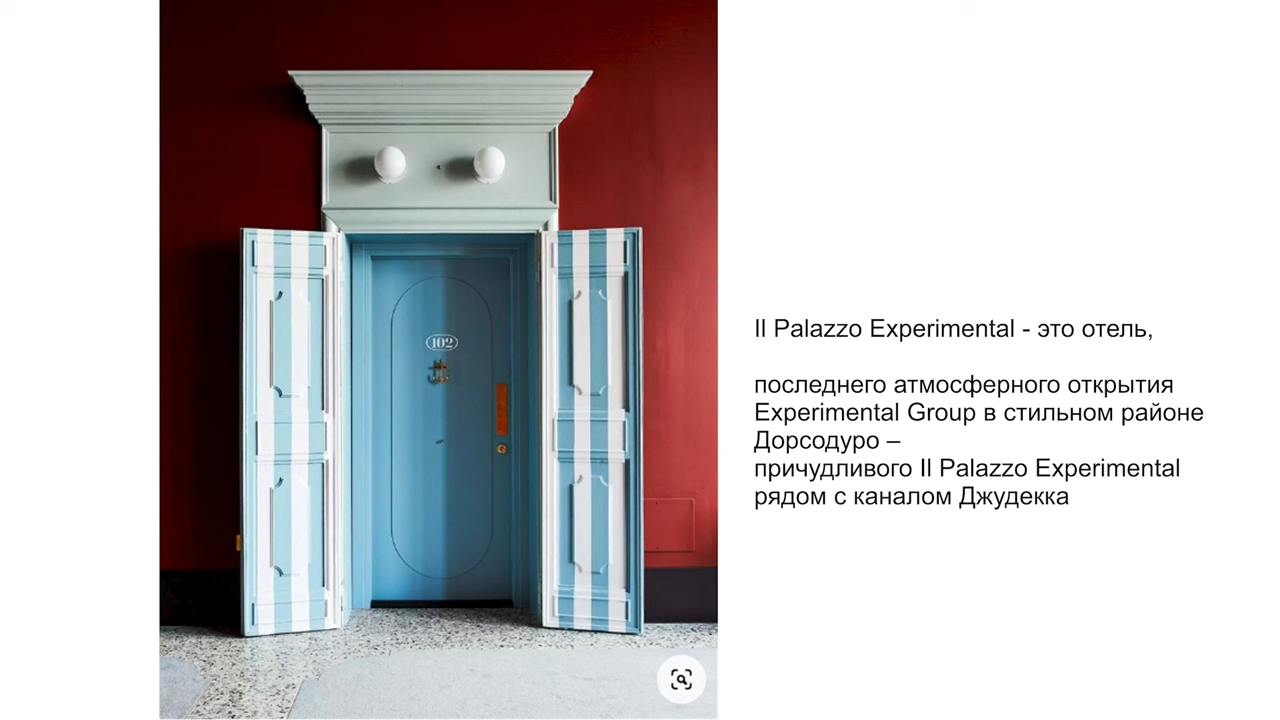 102
Il Palazzo Experimental - это отель,
последнего атмосферного открытия
Experimental Group в стильном районе
Дорсодуро –
причудливого Il Palazzo Experimental
рядом с каналом Джудекка